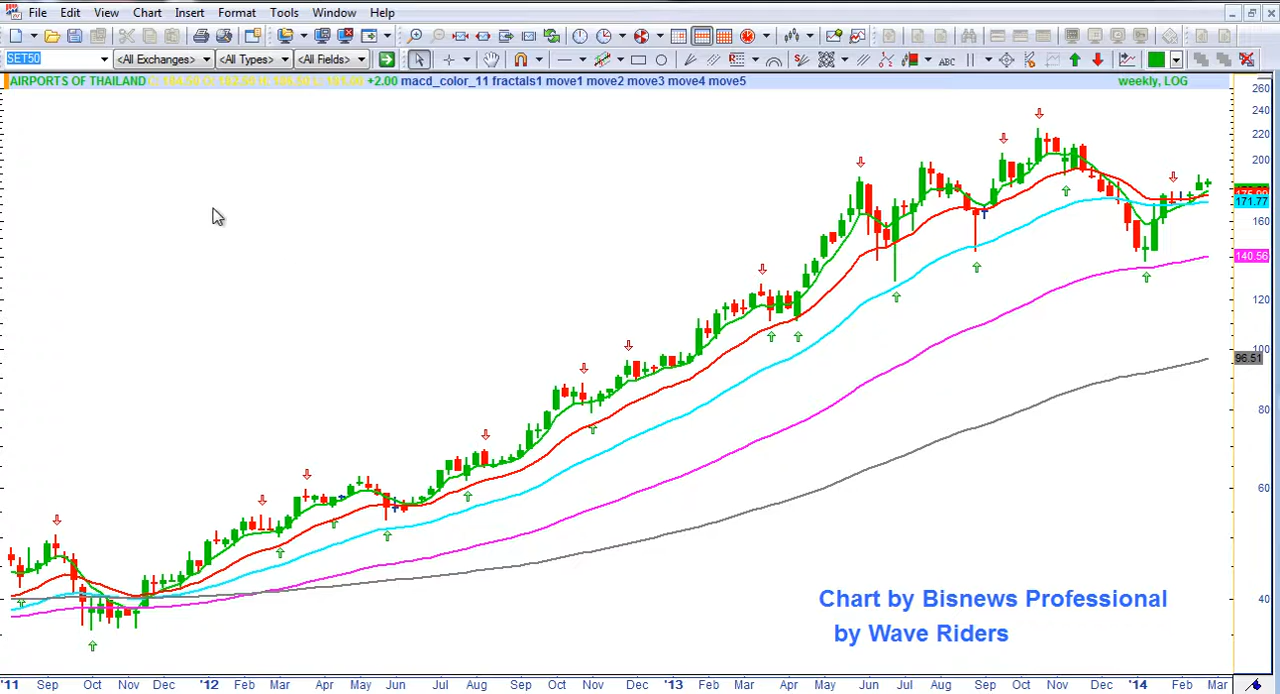 File Edit View Chart Insert Format Tools Window Help
SET50 <All Exchanges> <All Types> <All Fields> ABC
AIRPORTS OF THAILAND +2.00 macd_color_11 fractals1 move1 move2 move3 move4 move5 weekly, LOG
260
240
220
200
171.77
160
140.56
120
100
96.51
80
60
40
Chart by Bisnews Professional
by Wave Riders
'11 Sep Oct Nov Dec '12 Feb Mar Apr May Jun Jul Aug Sep Oct Nov Dec '13 Feb Mar Apr May Jun Jul Aug Sep Oct Nov Dec '14 Feb Mar